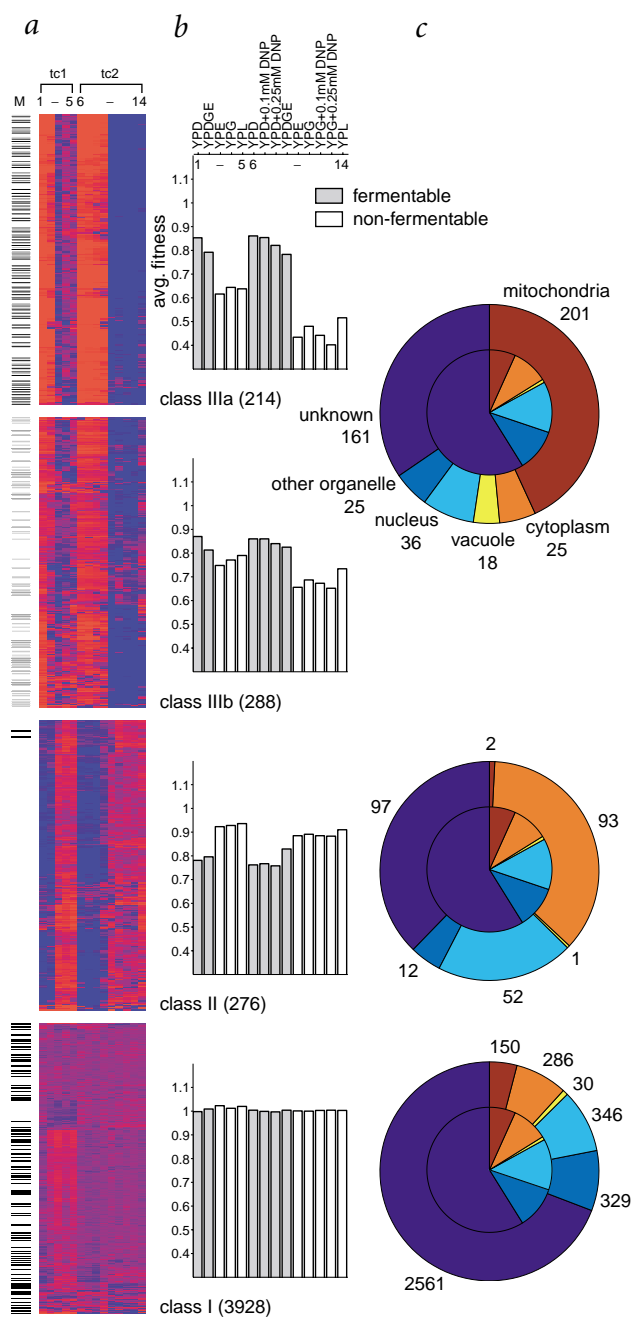 a
b
c
tc1
tc2
M
1
–
5
6
–
14
YPD
YPDGE
YPE
YPG
YPL
YPD
YPD+0.1mM DNP
YPD+0.25mM DNP
YPDGE
YPE
YPG
YPG+0.1mM DNP
YPG+0.25mM DNP
YPL
1
–
5
6
–
14
fermentable
non-fermentable
avg. fitness
1.1
1
0.9
0.8
0.7
0.6
0.5
0.4
class IIIa (214)
mitochondria
201
unknown
161
other organelle
25
nucleus
36
vacuole
18
cytoplasm
25
1.1
1
0.9
0.8
0.7
0.6
0.5
0.4
class IIIb (288)
1.1
1
0.9
0.8
0.7
0.6
0.5
0.4
class II (276)
2
97
93
12
52
1
1.1
1
0.9
0.8
0.7
0.6
0.5
0.4
class I (3928)
150
286
30
346
329
2561